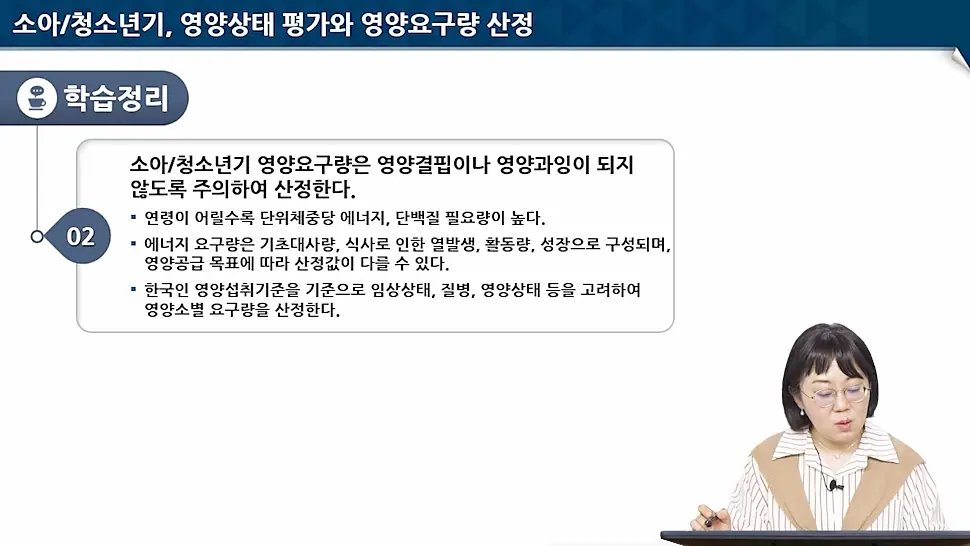 소아/청소년기, 영양상태 평가와 영양요구량 산정
학습정리
02
소아/청소년기 영양요구량은 영양결핍이나 영양과잉이 되지
않도록 주의하여 산정한다.
▪ 연령이 어릴수록 단위체중당 에너지, 단백질 필요량이 높다.
▪ 에너지 요구량은 기초대사량, 식사로 인한 열발생, 활동량, 성장으로 구성되며,
영양공급 목표에 따라 산정값이 다를 수 있다.
▪ 한국인 영양섭취기준을 기준으로 임상상태, 질병, 영양상태 등을 고려하여
영양소별 요구량을 산정한다.